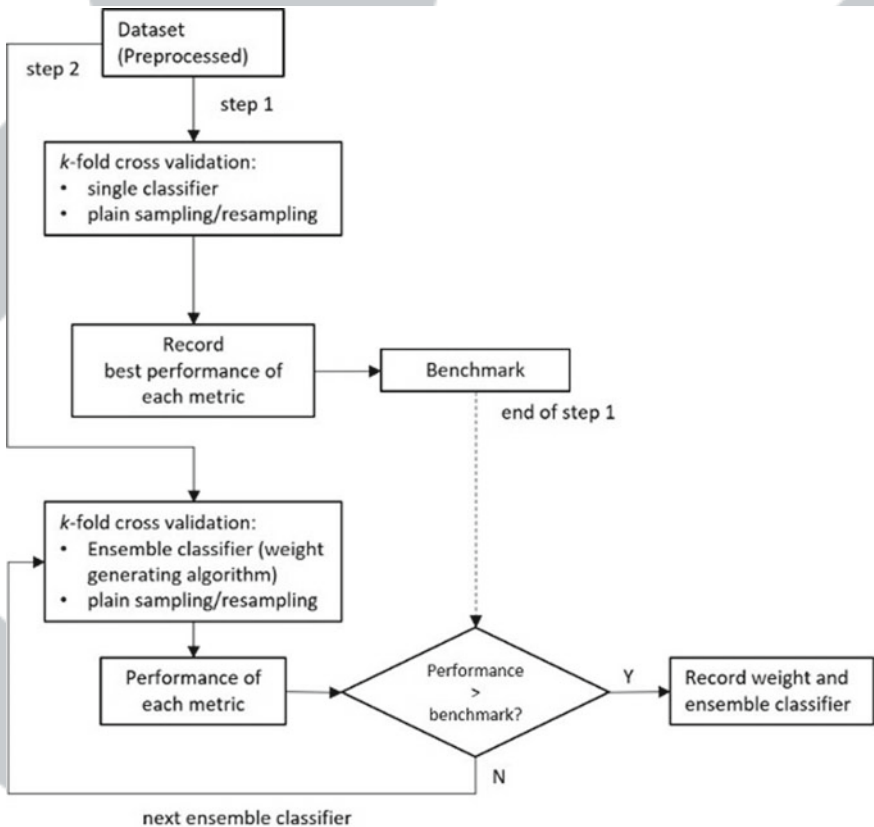 Dataset
(Preprocessed)
step 2
step 1
k-fold cross validation:
• single classifier
• plain sampling/resampling
Record
best performance of
each metric
Benchmark
end of step 1
k-fold cross validation:
• Ensemble classifier (weight
generating algorithm)
• plain sampling/resampling
Performance of
each metric
Performance
>
benchmark?
Y
Record weight and
ensemble classifier
N
next ensemble classifier